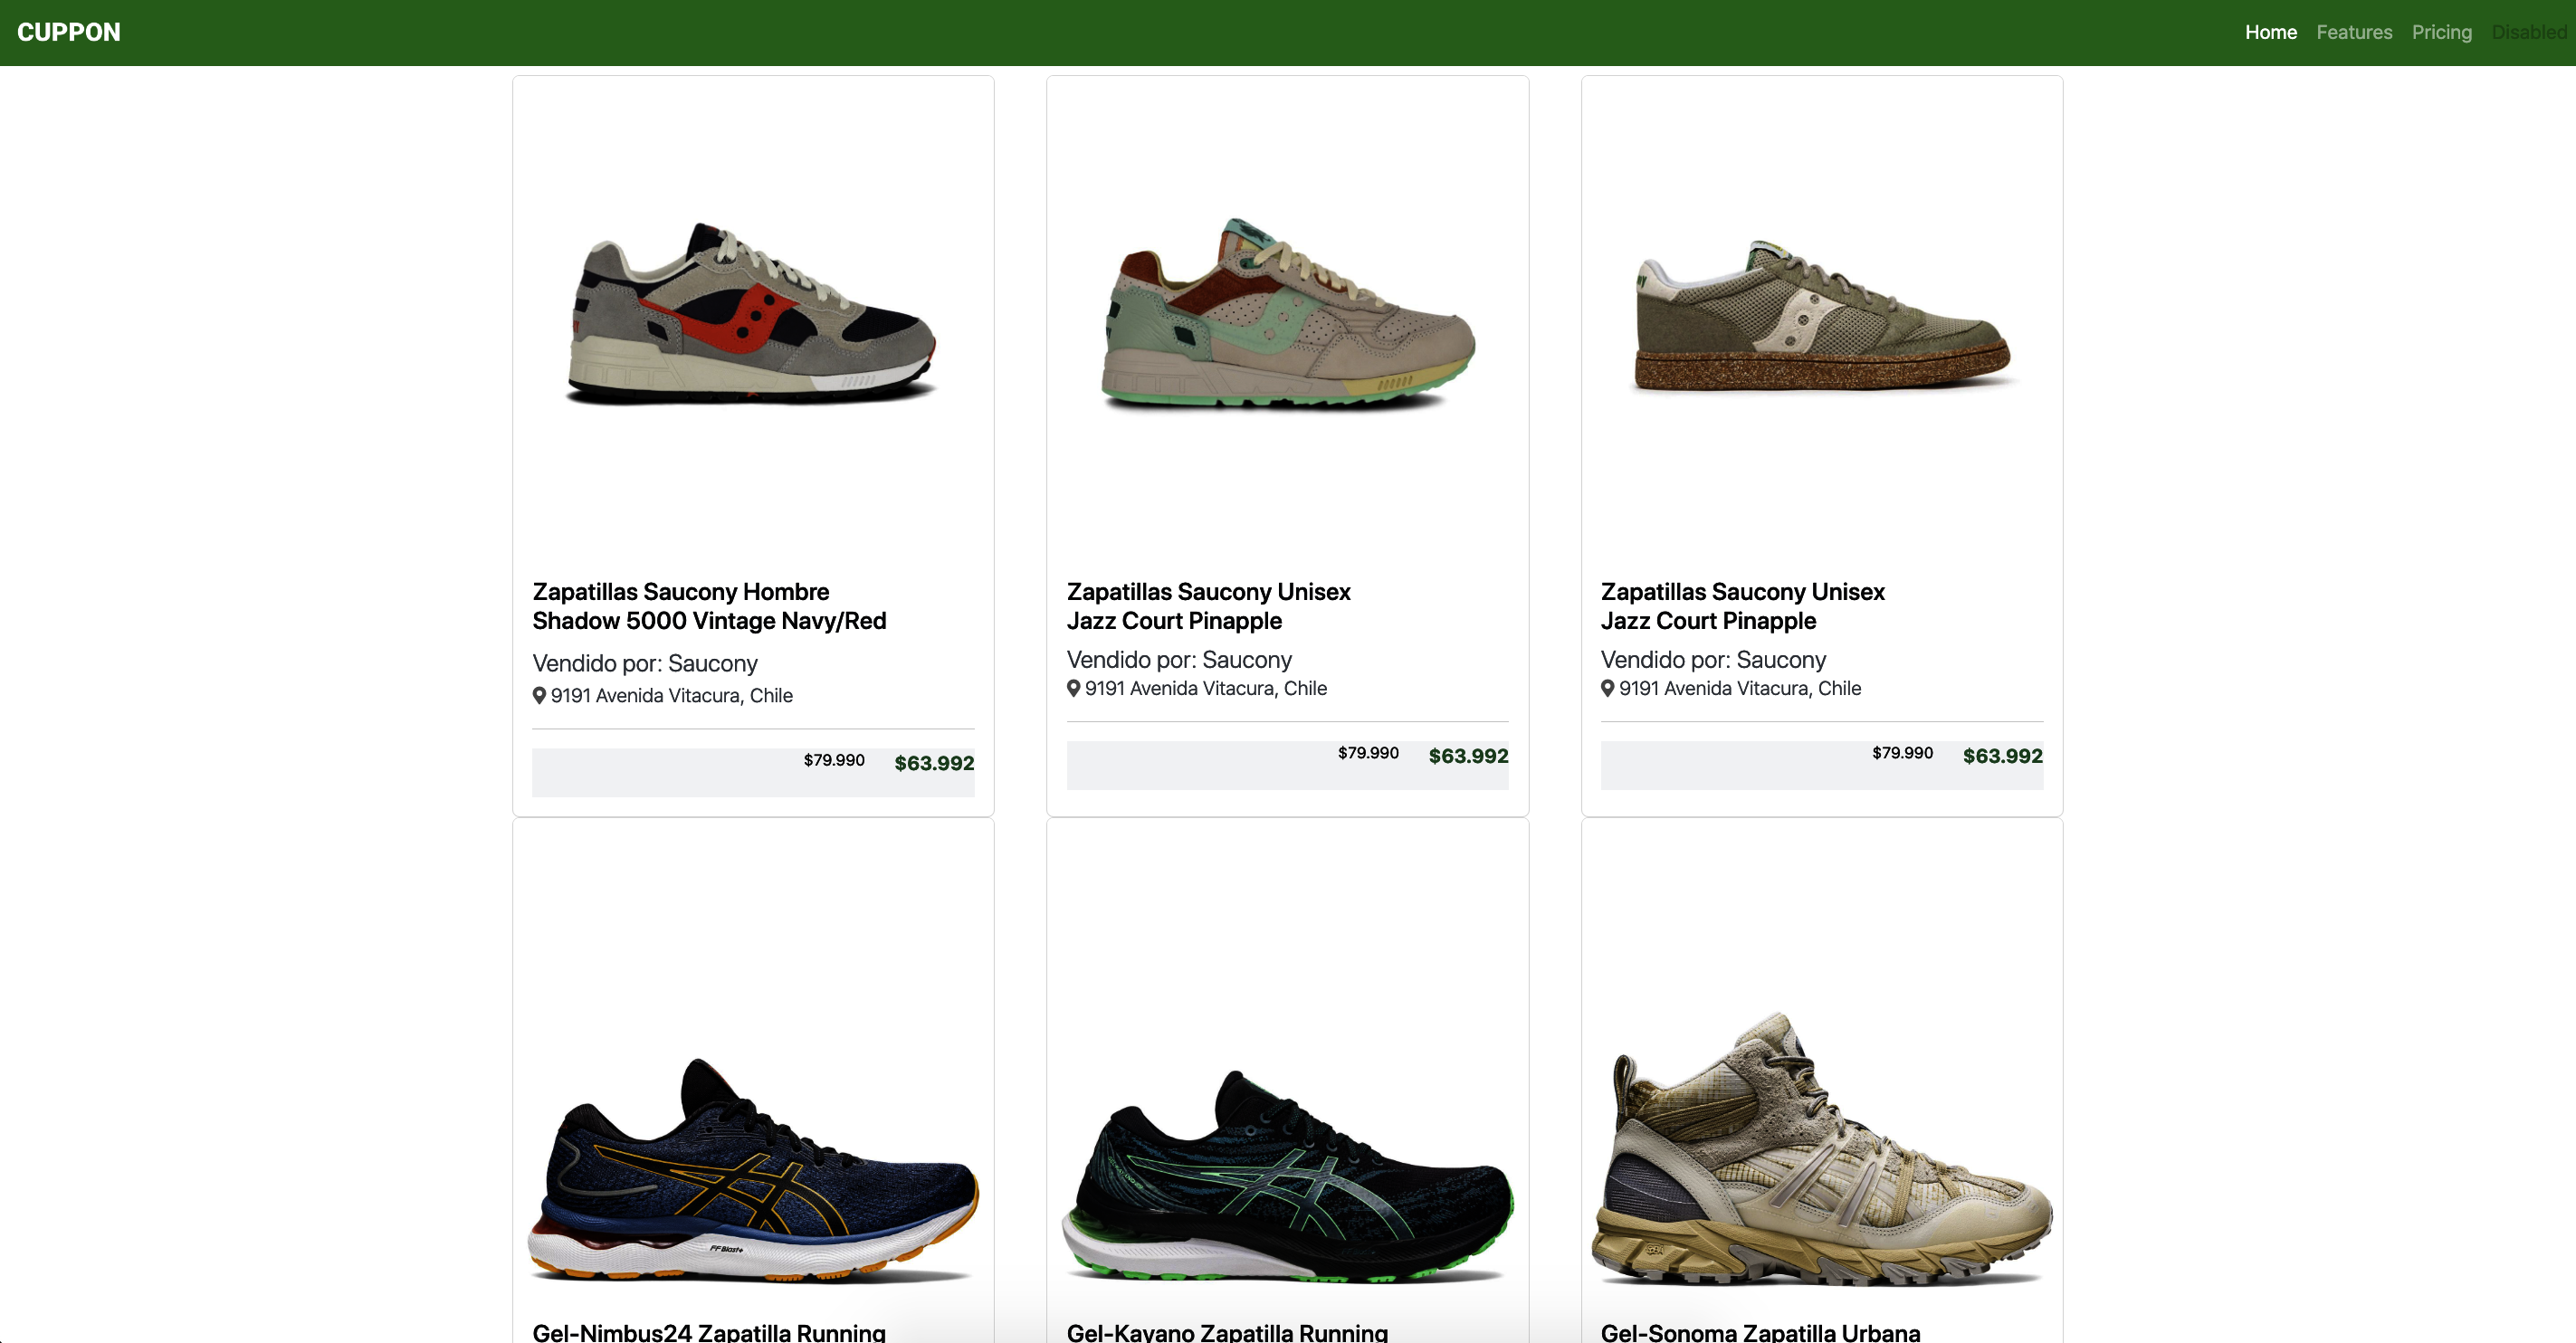 CUPPON
Home Features Pricing Disabled
Zapatillas Saucony Hombre
Shadow 5000 Vintage Navy/Red
Vendido por: Saucony
9191 Avenida Vitacura, Chile
$79.990 $63.992
Zapatillas Saucony Unisex
Jazz Court Pinapple
Vendido por: Saucony
9191 Avenida Vitacura, Chile
$79.990 $63.992
Zapatillas Saucony Unisex
Jazz Court Pinapple
Vendido por: Saucony
9191 Avenida Vitacura, Chile
$79.990 $63.992
FF Blast+
Gel-Nimbus24 Zapatilla Running
Gel-Kayano Zapatilla Running
Gel-Sonoma Zapatilla Urbana